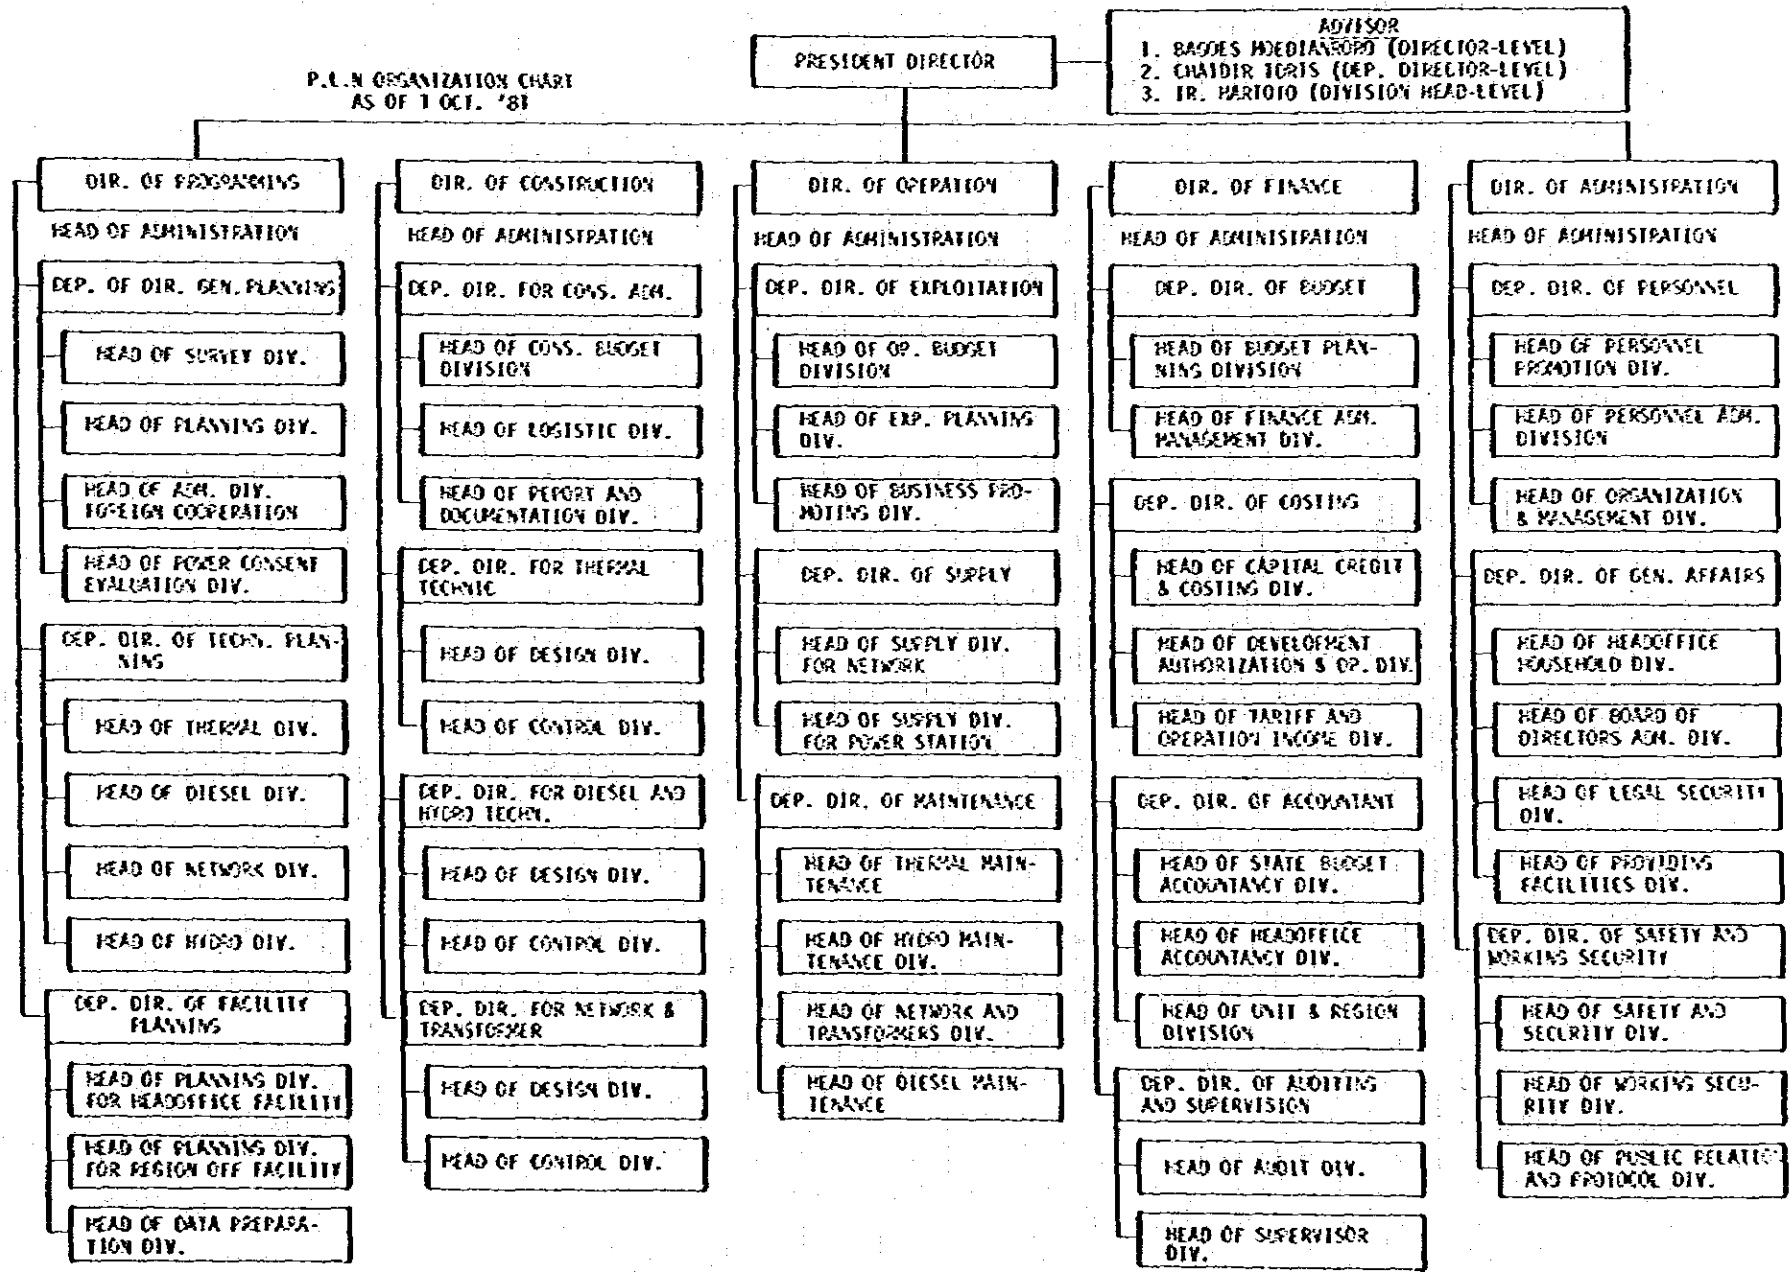 P.L.N ORGANIZATION CHART
AS OF 1 OCT. '81
PRESIDENT DIRECTOR
ADVISOR
1. BAGOES MOEDIANTORO (DIRECTOR-LEVEL)
2. CHAIDIR IDRIS (DEP. DIRECTOR-LEVEL)
3. IR. HARTOTO (DIVISION HEAD-LEVEL)
DIR. OF PROGRAMMING
HEAD OF ADMINISTRATION
DEP. OF DIR. GEN. PLANNING
HEAD OF SURVEY DIV.
HEAD OF PLANNING DIV.
HEAD OF ADM. DIV.
FOREIGN COOPERATION
HEAD OF POWER CONSENT
EVALUATION DIV.
DEP. DIR. OF TECHN. PLAN-
NING
HEAD OF THERMAL DIV.
HEAD OF DIESEL DIV.
HEAD OF NETWORK DIV.
HEAD OF HYDRO DIV.
DEP. DIR. OF FACILITY
PLANNING
HEAD OF PLANNING DIV.
FOR HEADOFFICE FACILITY
HEAD OF PLANNING DIV.
FOR REGION OFF FACILITY
HEAD OF DATA PREPARA-
TION DIV.
DIR. OF CONSTRUCTION
HEAD OF ADMINISTRATION
DEP. DIR. FOR CONS. ADM.
HEAD OF CONS. BUDGET
DIVISION
HEAD OF LOGISTIC DIV.
HEAD OF REPORT AND
DOCUMENTATION DIV.
DEP. DIR. FOR THERMAL
TECHNIC
HEAD OF DESIGN DIV.
HEAD OF CONTROL DIV.
DEP. DIR. FOR DIESEL AND
HYDRO TECHN.
HEAD OF DESIGN DIV.
HEAD OF CONTROL DIV.
DEP. DIR. FOR NETWORK &
TRANSFORMER
HEAD OF DESIGN DIV.
HEAD OF CONTROL DIV.
DIR. OF OPERATION
HEAD OF ADMINISTRATION
DEP. DIR. OF EXPLOITATION
HEAD OF OP. BUDGET
DIVISION
HEAD OF EXP. PLANNING
DIV.
HEAD OF BUSINESS PRO-
MOTING DIV.
DEP. DIR. OF SUPPLY
HEAD OF SUPPLY DIV.
FOR NETWORK
HEAD OF SUPPLY DIV.
FOR POWER STATION
DEP. DIR. OF MAINTENANCE
HEAD OF THERMAL MAIN-
TENANCE
HEAD OF HYDRO MAIN-
TENANCE DIV.
HEAD OF NETWORK AND
TRANSFORMERS DIV.
HEAD OF DIESEL MAIN-
TENANCE
DIR. OF FINANCE
HEAD OF ADMINISTRATION
DEP. DIR. OF BUDGET
HEAD OF BUDGET PLAN-
NING DIVISION
HEAD OF FINANCE ADM.
MANAGEMENT DIV.
DEP. DIR. OF COSTING
HEAD OF CAPITAL CREDIT
& COSTING DIV.
HEAD OF DEVELOPMENT
AUTHORIZATION & OP. DIV.
HEAD OF TARIFF AND
OPERATION INCOME DIV.
DEP. DIR. OF ACCOUNTANT
HEAD OF STATE BUDGET
ACCOUNTANCY DIV.
HEAD OF HEADOFFICE
ACCOUNTANCY DIV.
HEAD OF UNIT & REGION
DIVISION
DEP. DIR. OF AUDITING
AND SUPERVISION
HEAD OF AUDIT DIV.
HEAD OF SUPERVISOR
DIV.
DIR. OF ADMINISTRATION
HEAD OF ADMINISTRATION
DEP. DIR. OF PERSONNEL
HEAD OF PERSONNEL
PROMOTION DIV.
HEAD OF PERSONNEL ADM.
DIVISION
HEAD OF ORGANIZATION
& MANAGEMENT DIV.
DEP. DIR. OF GEN. AFFAIRS
HEAD OF HEADOFFICE
HOUSEHOLD DIV.
HEAD OF BOARD OF
DIRECTORS ADM. DIV.
HEAD OF LEGAL SECURITY
DIV.
HEAD OF PROVIDING
FACILITICS DIV.
DEP. DIR. OF SAFETY AND
WORKING SECURITY
HEAD OF SAFETY AND
SECURITY DIV.
HEAD OF WORKING SECU-
RITY DIV.
HEAD OF PUBLIC RELATION
AND PROTOCOL DIV.